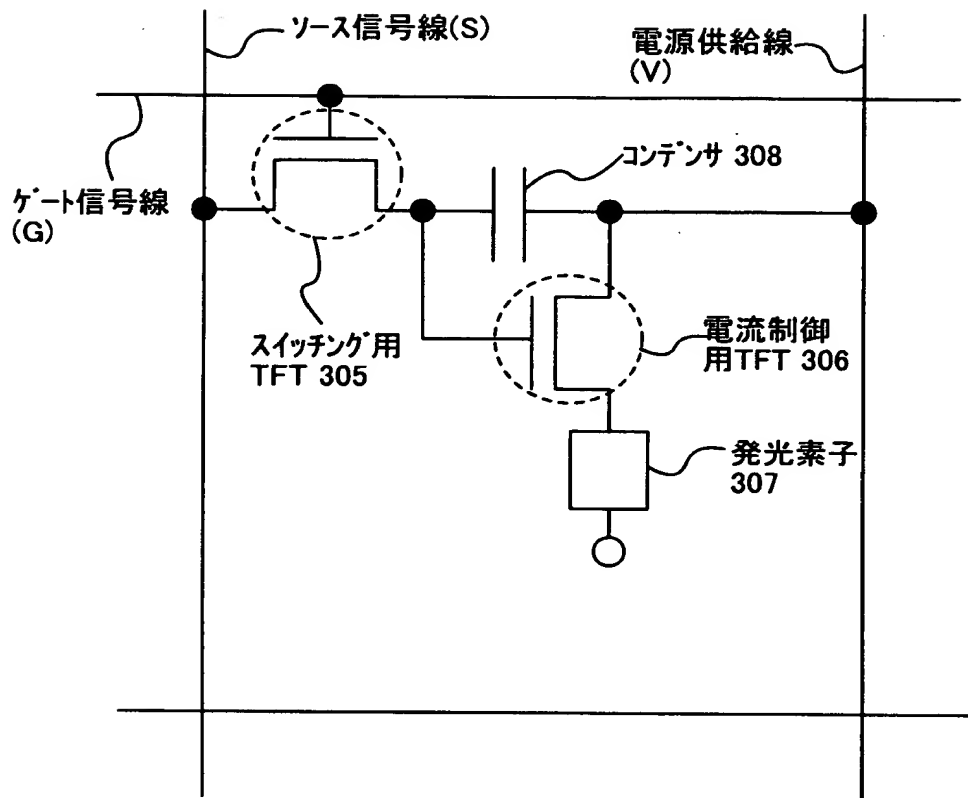 ソース信号線(S)
電源供給線
(V)
コンデンサ 308
ゲート信号線
(G)
スイッチング用
TFT 305
電流制御
用TFT 306
発光素子
307